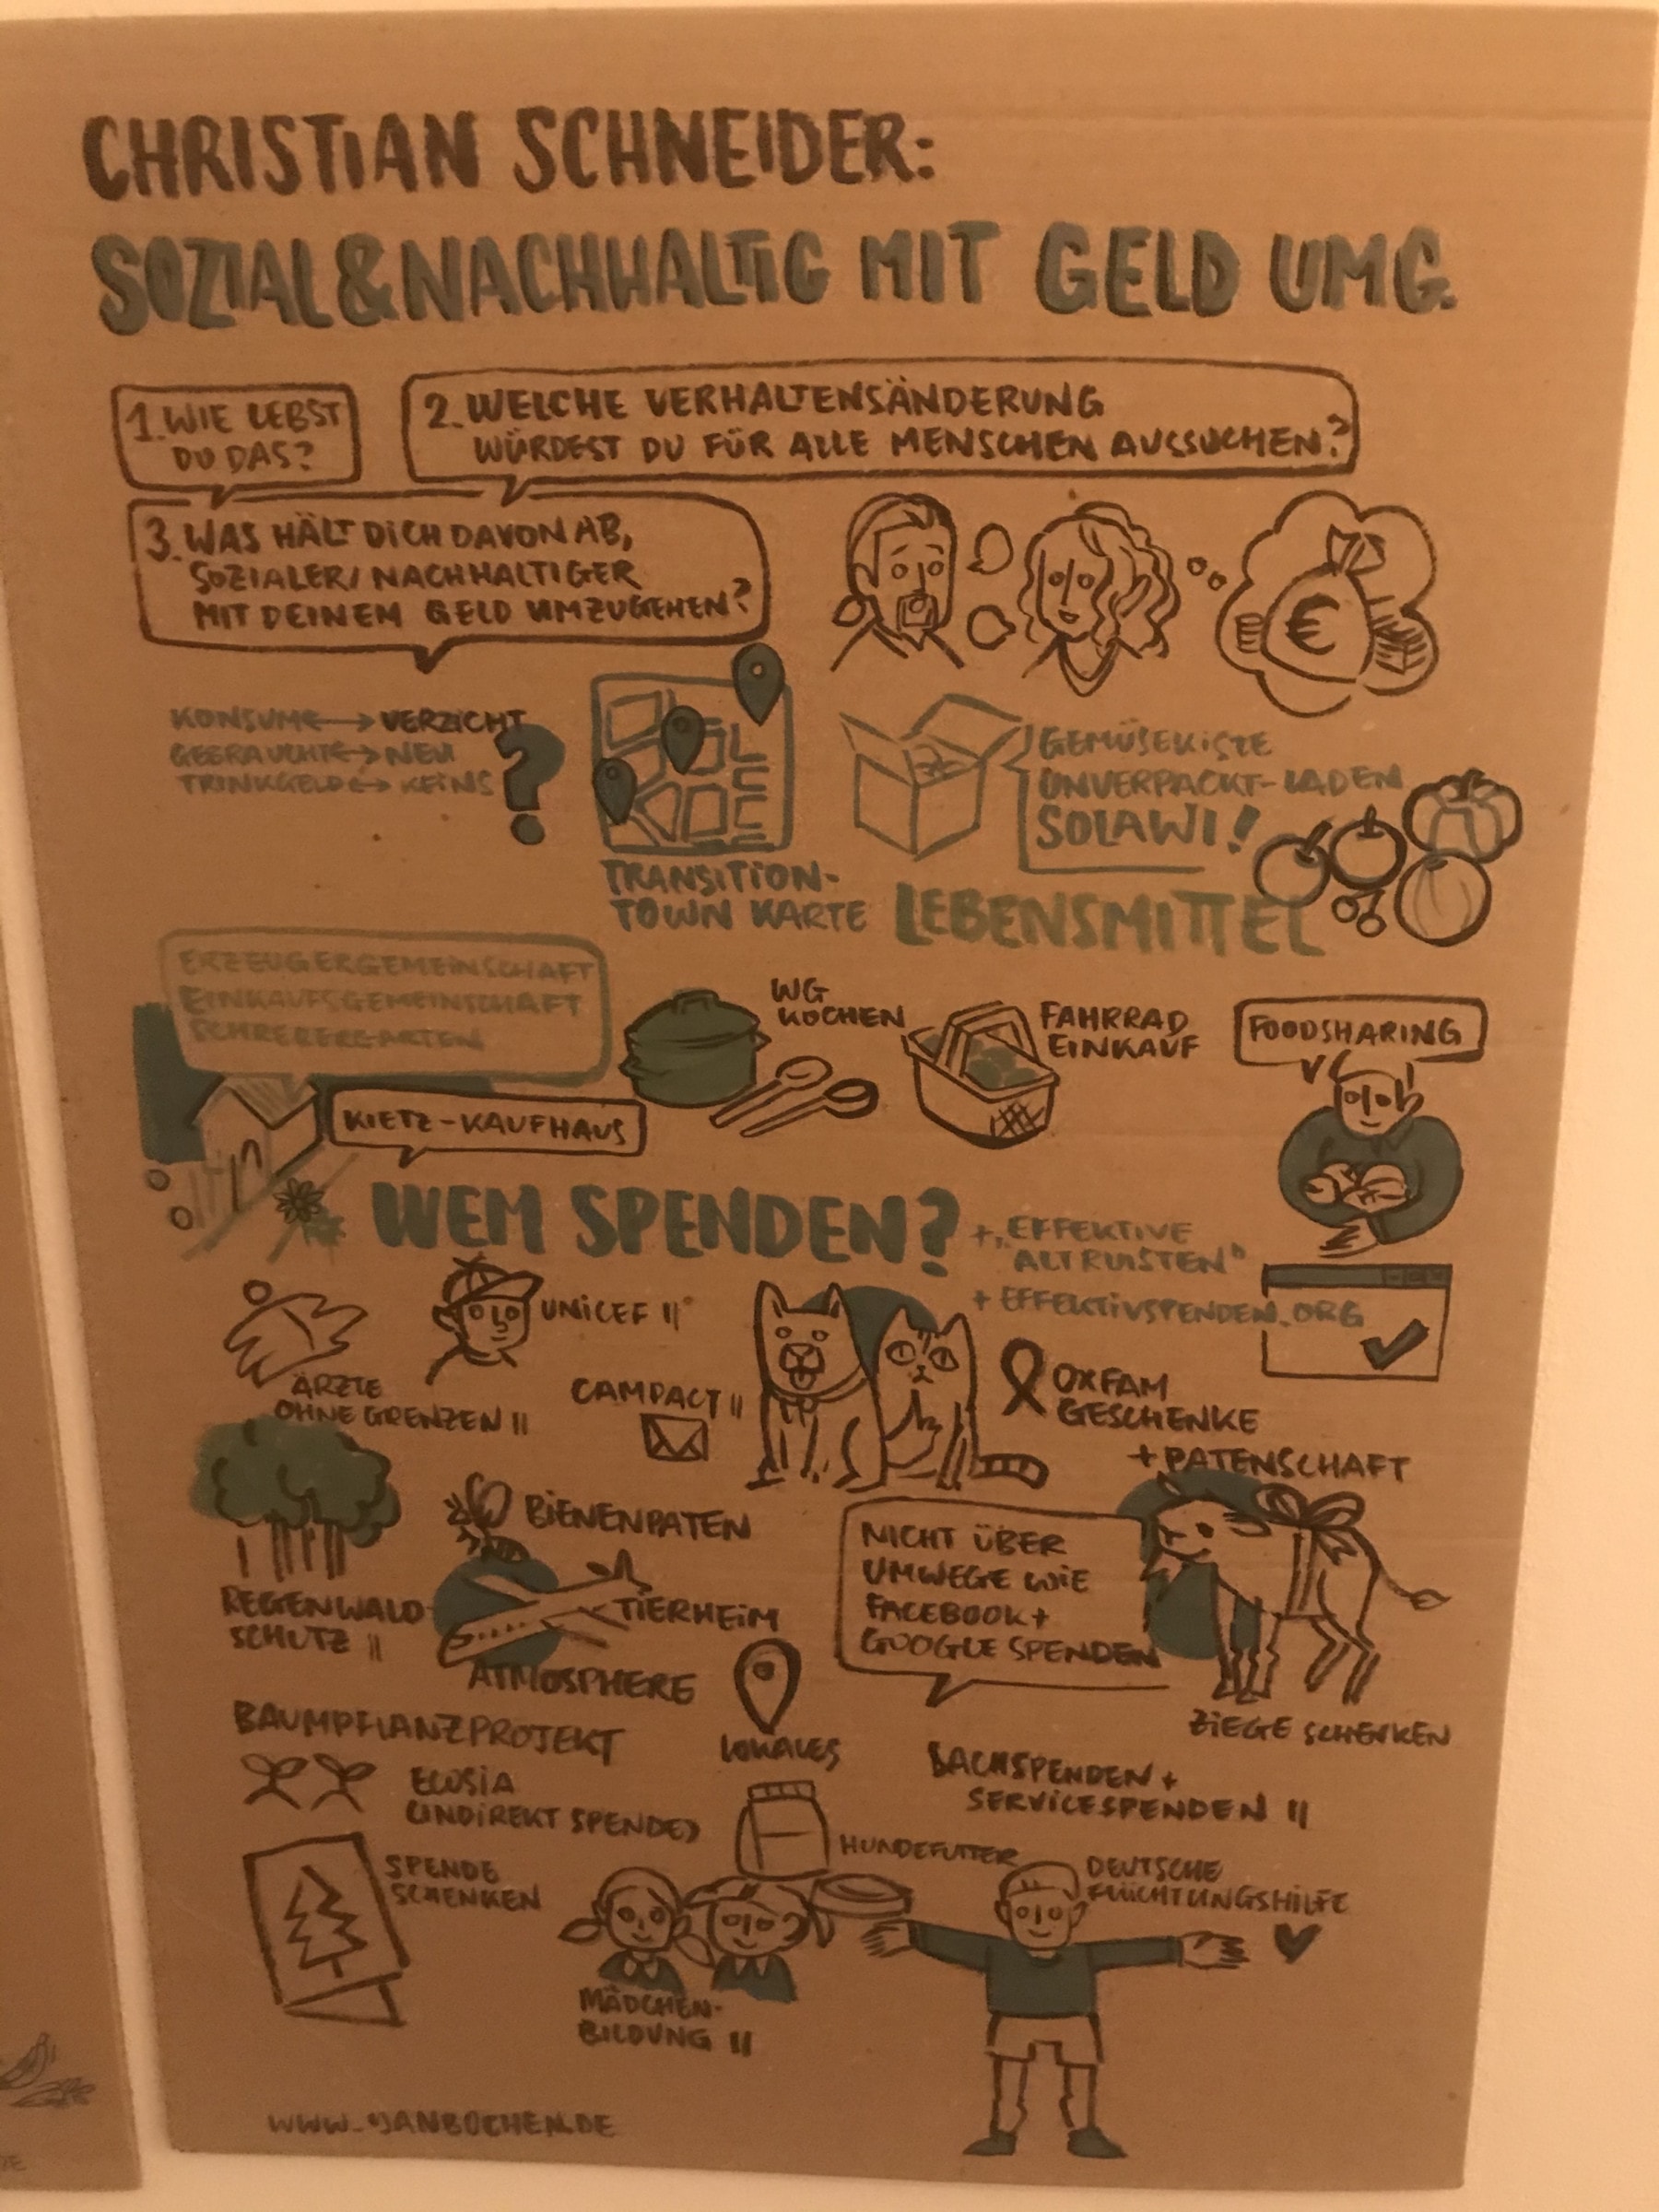 CHRISTIAN SCHNEIDER:
SOZIAL&NACHHALTIG MIT GELD UMG.
1. WIE LEBST
DU DAS?
2. WELCHE VERHALTENSÄNDERUNG
WÜRDEST DU FÜR ALLE MENSCHEN AUSSUCHEN?
3. WAS HÄLT DICH DAVON AB,
SOZIALER/NACHHALTIGER
MIT DEINEM GELD UMZUGEHEN?
€
KONSUM ↔ VERZICHT
GEBRAUCHT ↔ NEU
TRINKGELD ↔ KEINS
?
TRANSITION-
TOWN KARTE
GEMÜSEKISTE
UNVERPACKT-LADEN
SOLAWI!
LEBENSMITTEL
ERZEUGERGEMEINSCHAFT
EINKAUFSGEMEINSCHAFT
SCHREBERGARTEN
WG
KOCHEN
FAHRRAD
EINKAUF
FOODSHARING
KIETZ-KAUFHAUS
WEM SPENDEN?
+ „EFFEKTIVE
ALTRUISTEN"
+ EFFEKTIVSPENDEN.ORG
UNICEF ||
ÄRZTE
OHNE GRENZEN ||
CAMPACT ||
OXFAM
GESCHENKE
+ PATENSCHAFT
BIENENPATEN
NICHT ÜBER
UMWEGE WIE
FACEBOOK +
GOOGLE SPENDEN
REGENWALD-
SCHUTZ ||
TIERHEIM
ATMOSPHERE
ZIEGE SCHENKEN
BAUMPFLANZPROJEKT
LOKALES
ECOSIA
(INDIREKT SPENDE)
SACHSPENDEN +
SERVICESPENDEN ||
SPENDE
SCHENKEN
HUNDEFUTTER
DEUTSCHE
FLÜCHTLINGSHILFE
MÄDCHEN-
BILDUNG ||